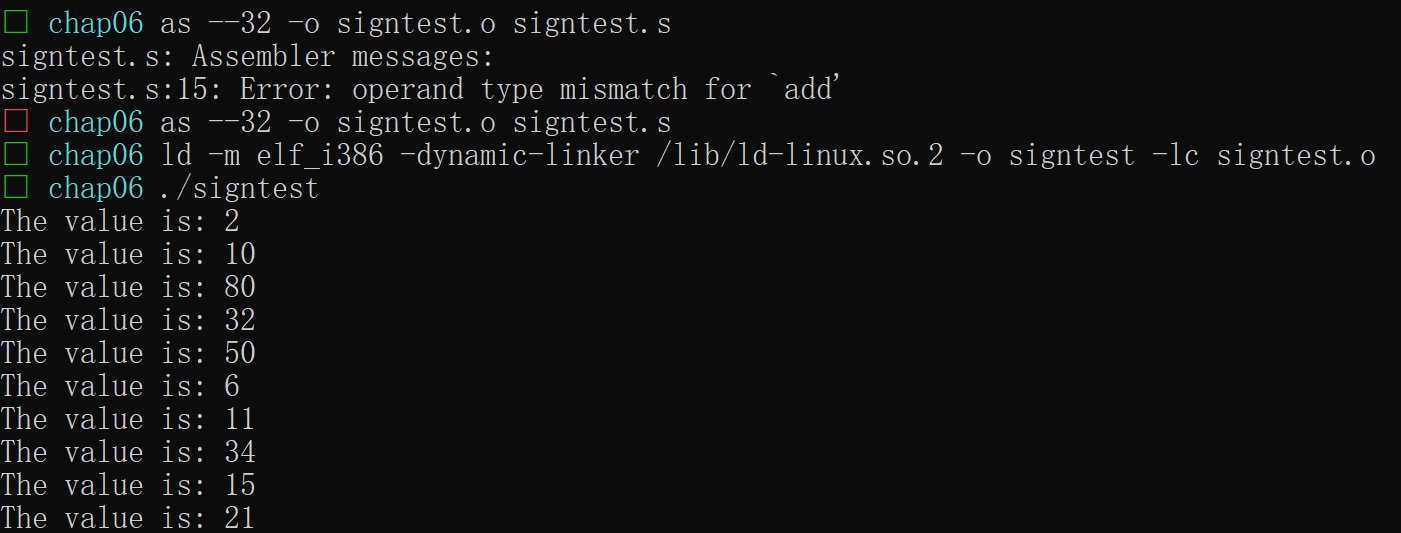 □ chap06 as --32 -o signtest.o signtest.s
signtest.s: Assembler messages:
signtest.s:15: Error: operand type mismatch for `add'
□ chap06 as --32 -o signtest.o signtest.s
□ chap06 ld -m elf_i386 -dynamic-linker /lib/ld-linux.so.2 -o signtest -lc signtest.o
□ chap06 ./signtest
The value is: 2
The value is: 10
The value is: 80
The value is: 32
The value is: 50
The value is: 6
The value is: 11
The value is: 34
The value is: 15
The value is: 21